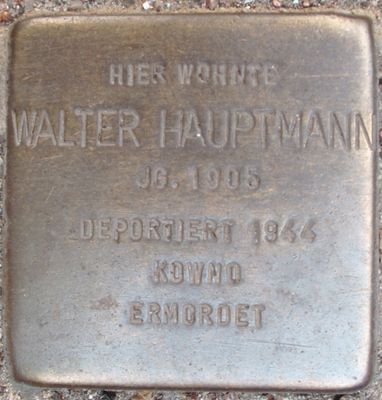 HIER WOHNTE
WALTER HAUPTMANN
JG. 1905
DEPORTIERT 1944
KOWNO
ERMORDET